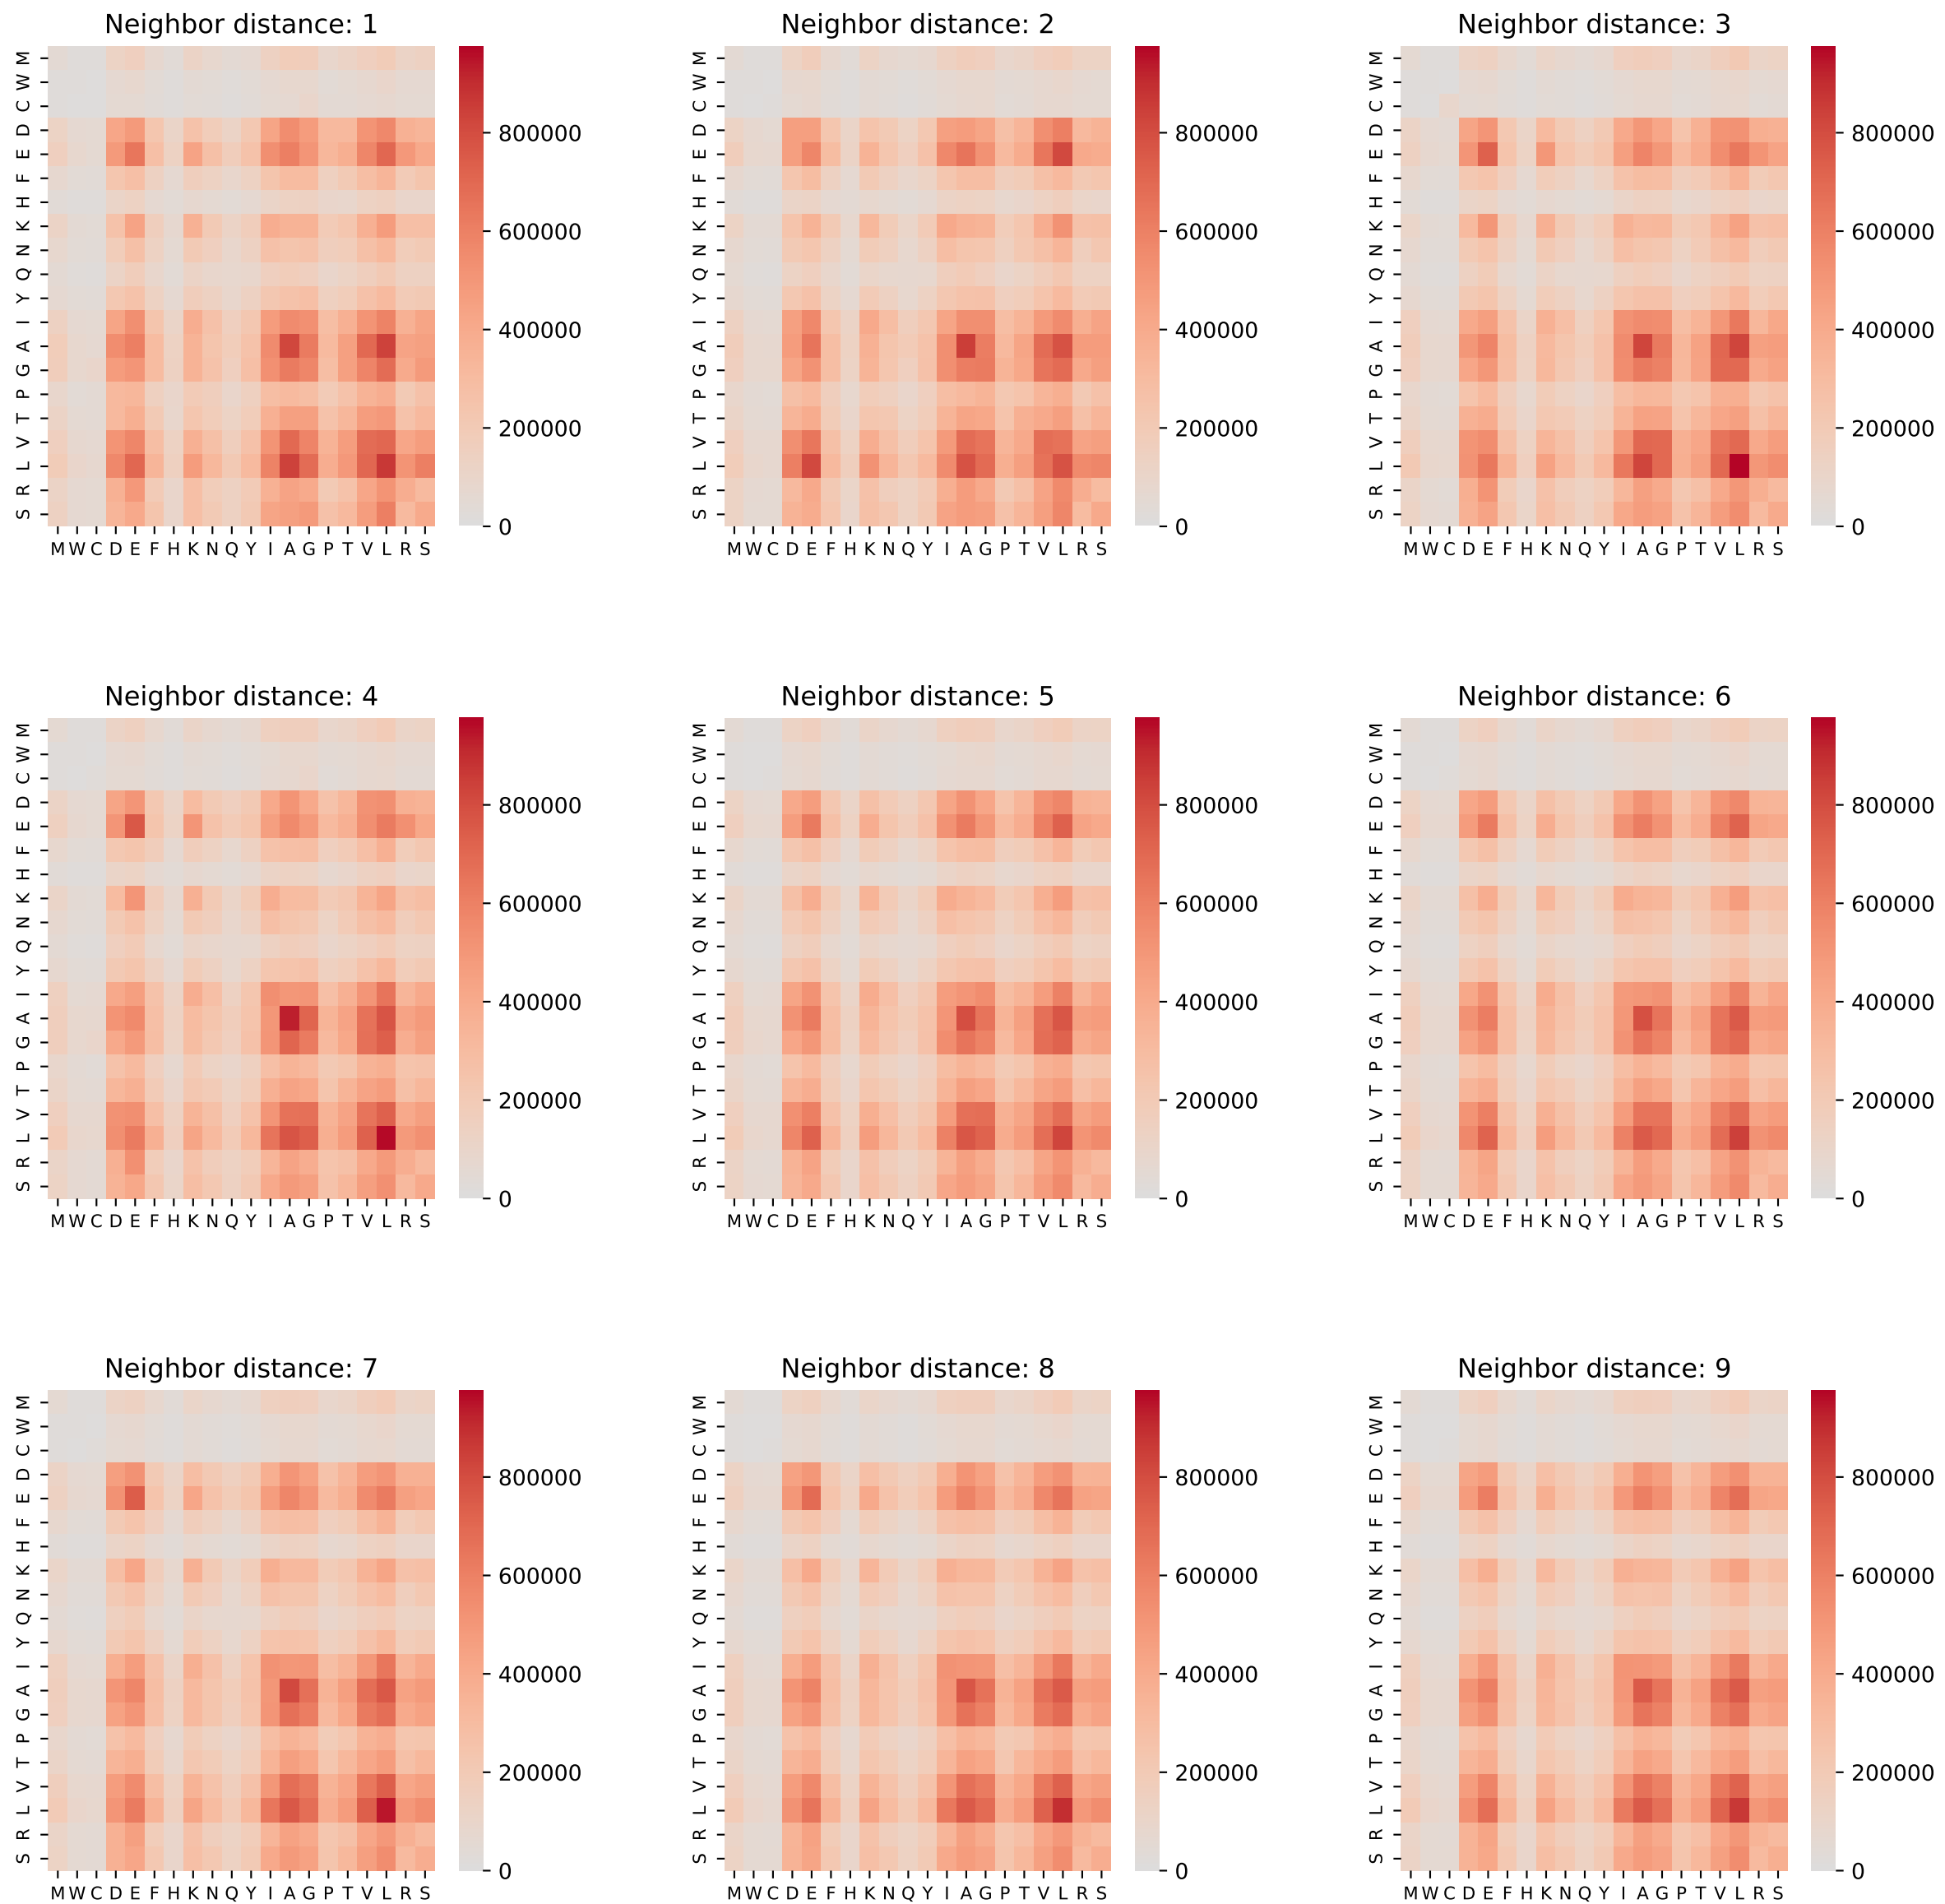 Neighbor distance: 1
M
W
C
D
E
F
H
K
N
Q
Y
I
A
G
P
T
V
L
R
S
M W C D E F H K N Q Y I A G P T V L R S
800000
600000
400000
200000
0
Neighbor distance: 2
M
W
C
D
E
F
H
K
N
Q
Y
I
A
G
P
T
V
L
R
S
M W C D E F H K N Q Y I A G P T V L R S
800000
600000
400000
200000
0
Neighbor distance: 3
M
W
C
D
E
F
H
K
N
Q
Y
I
A
G
P
T
V
L
R
S
M W C D E F H K N Q Y I A G P T V L R S
800000
600000
400000
200000
0
Neighbor distance: 4
M
W
C
D
E
F
H
K
N
Q
Y
I
A
G
P
T
V
L
R
S
M W C D E F H K N Q Y I A G P T V L R S
800000
600000
400000
200000
0
Neighbor distance: 5
M
W
C
D
E
F
H
K
N
Q
Y
I
A
G
P
T
V
L
R
S
M W C D E F H K N Q Y I A G P T V L R S
800000
600000
400000
200000
0
Neighbor distance: 6
M
W
C
D
E
F
H
K
N
Q
Y
I
A
G
P
T
V
L
R
S
M W C D E F H K N Q Y I A G P T V L R S
800000
600000
400000
200000
0
Neighbor distance: 7
M
W
C
D
E
F
H
K
N
Q
Y
I
A
G
P
T
V
L
R
S
M W C D E F H K N Q Y I A G P T V L R S
800000
600000
400000
200000
0
Neighbor distance: 8
M
W
C
D
E
F
H
K
N
Q
Y
I
A
G
P
T
V
L
R
S
M W C D E F H K N Q Y I A G P T V L R S
800000
600000
400000
200000
0
Neighbor distance: 9
M
W
C
D
E
F
H
K
N
Q
Y
I
A
G
P
T
V
L
R
S
M W C D E F H K N Q Y I A G P T V L R S
800000
600000
400000
200000
0